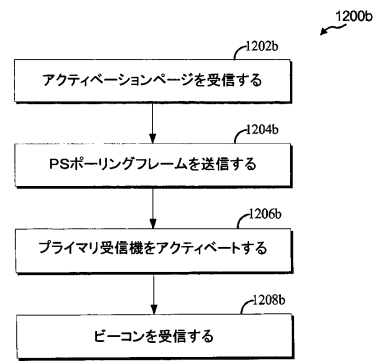 1200b
1202b
アクティベーションページを受信する
1204b
PSポーリングフレームを送信する
1206b
プライマリ受信機をアクティベートする
1208b
ビーコンを受信する